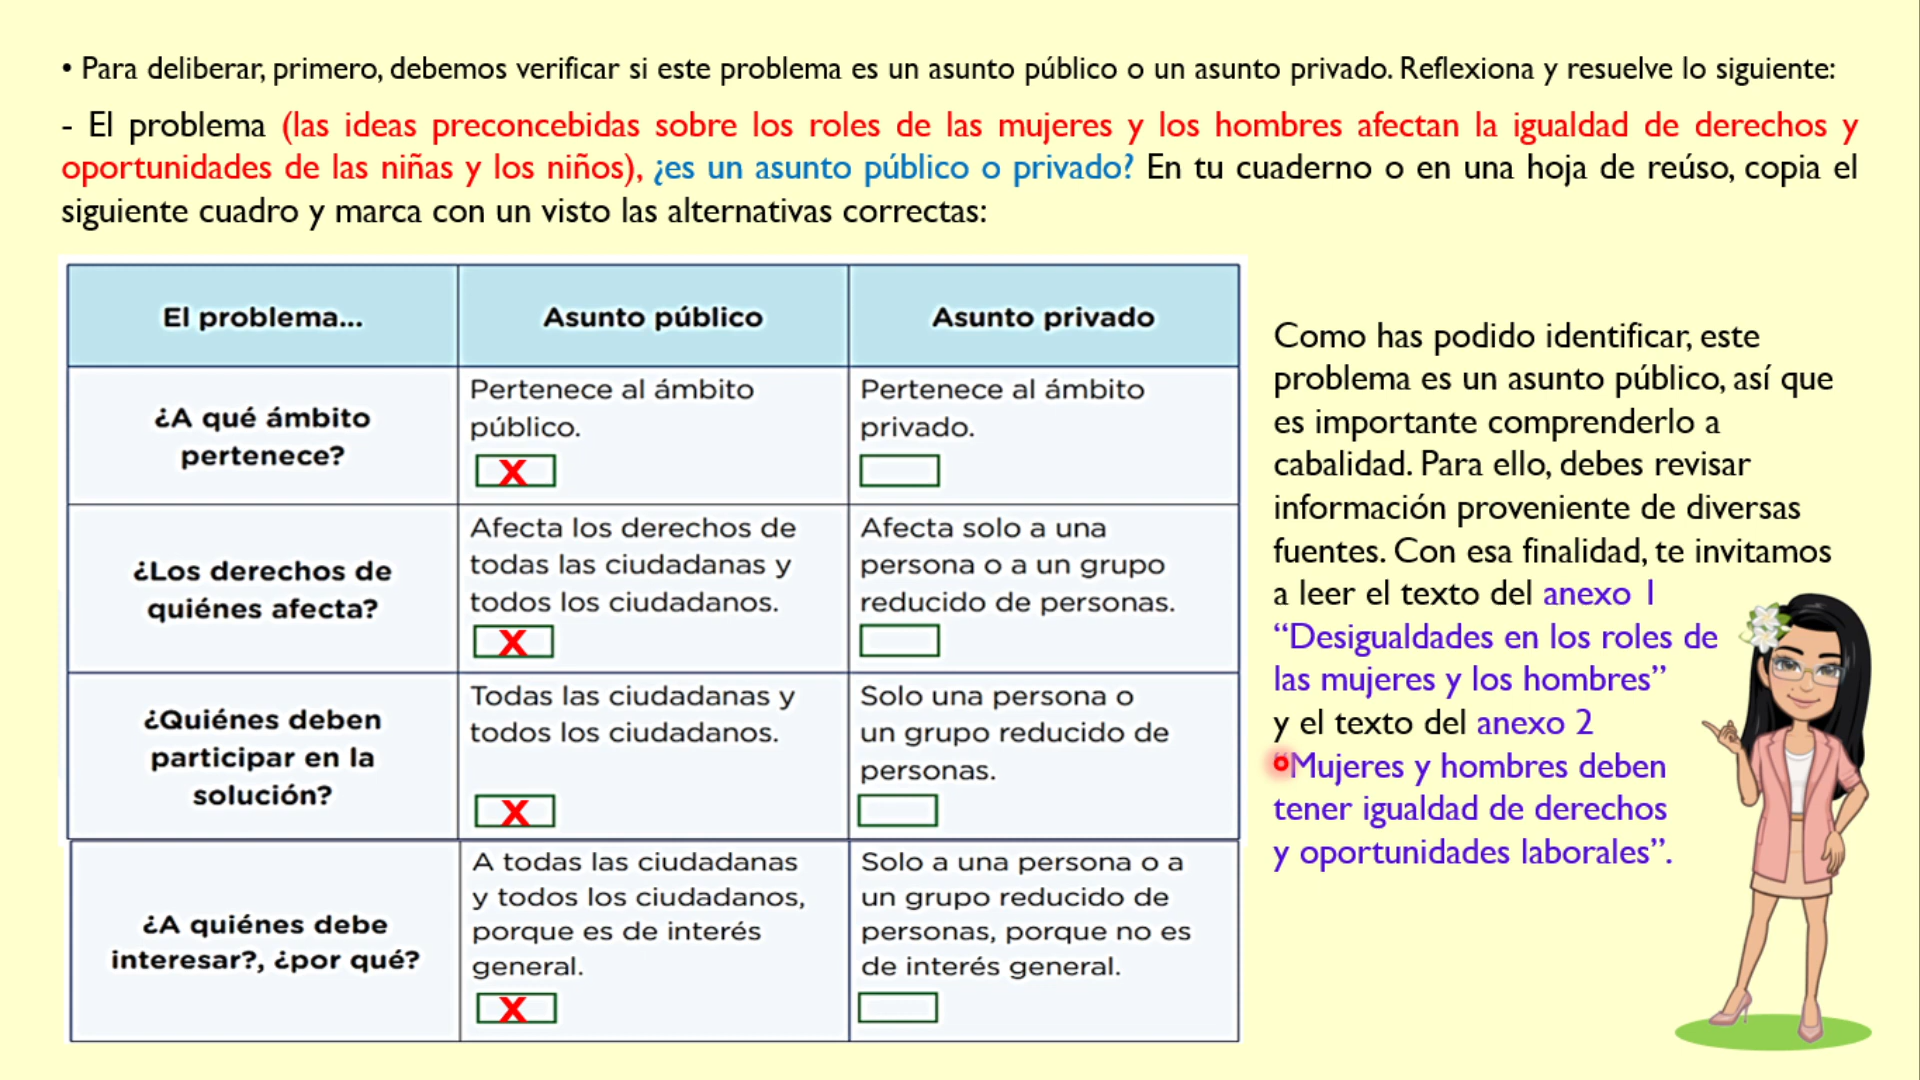 • Para deliberar, primero, debemos verificar si este problema es un asunto público o un asunto privado. Reflexiona y resuelve lo siguiente:
- El problema (las ideas preconcebidas sobre los roles de las mujeres y los hombres afectan la igualdad de derechos y
oportunidades de las niñas y los niños), ¿es un asunto público o privado? En tu cuaderno o en una hoja de reúso, copia el
siguiente cuadro y marca con un visto las alternativas correctas:
El problema... Asunto público Asunto privado
¿A qué ámbito
pertenece?
Pertenece al ámbito
público.
X
Pertenece al ámbito
privado.
¿Los derechos de
quiénes afecta?
Afecta los derechos de
todas las ciudadanas y
todos los ciudadanos.
X
Afecta solo a una
persona o a un grupo
reducido de personas.
¿Quiénes deben
participar en la
solución?
Todas las ciudadanas y
todos los ciudadanos.
X
Solo una persona o
un grupo reducido de
personas.
¿A quiénes debe
interesar?, ¿por qué?
A todas las ciudadanas
y todos los ciudadanos,
porque es de interés
general.
X
Solo a una persona o a
un grupo reducido de
personas, porque no es
de interés general.
Como has podido identificar, este
problema es un asunto público, así que
es importante comprenderlo a
cabalidad. Para ello, debes revisar
información proveniente de diversas
fuentes. Con esa finalidad, te invitamos
a leer el texto del anexo 1
“Desigualdades en los roles de
las mujeres y los hombres”
y el texto del anexo 2
“Mujeres y hombres deben
tener igualdad de derechos
y oportunidades laborales”.